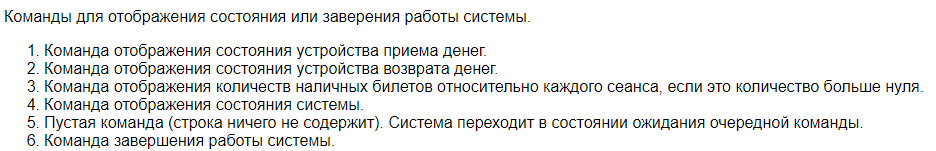 Команды для отображения состояния или заверения работы системы.
1. Команда отображения состояния устройства приема денег.
2. Команда отображения состояния устройства возврата денег.
3. Команда отображения количеств наличных билетов относительно каждого сеанса, если это количество больше нуля.
4. Команда отображения состояния системы.
5. Пустая команда (строка ничего не содержит). Система переходит в состоянии ожидания очередной команды.
6. Команда завершения работы системы.